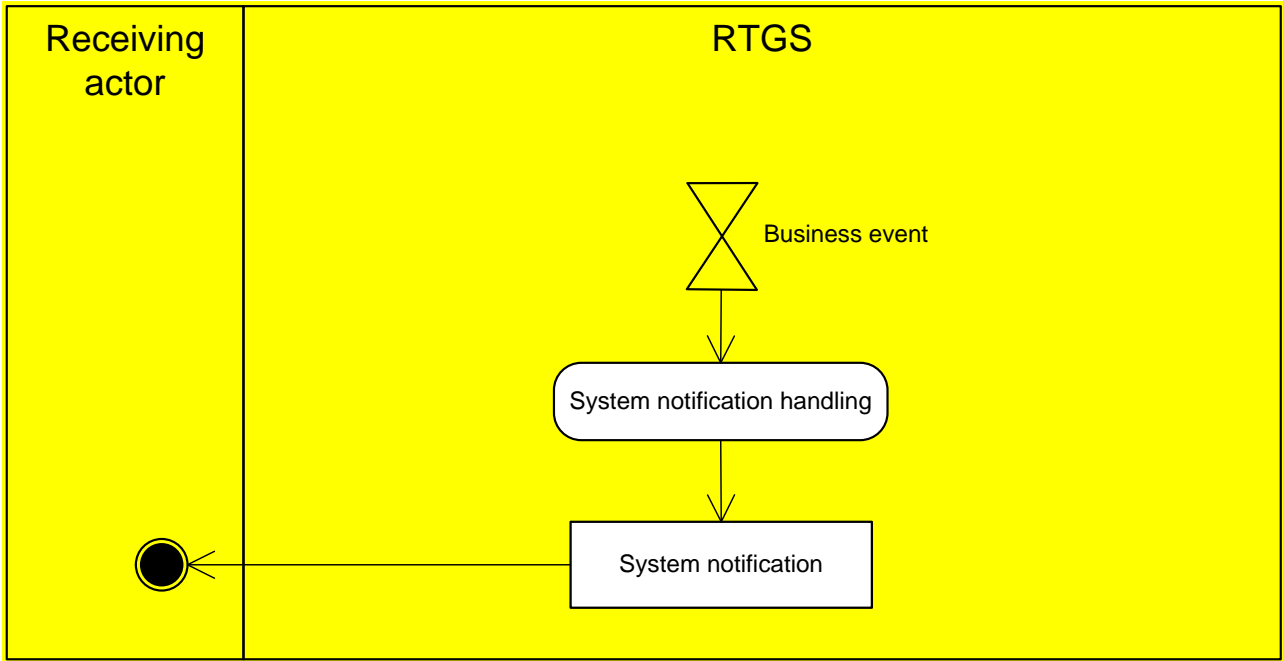 Receiving
actor
RTGS
Business event
System notification handling
System notification